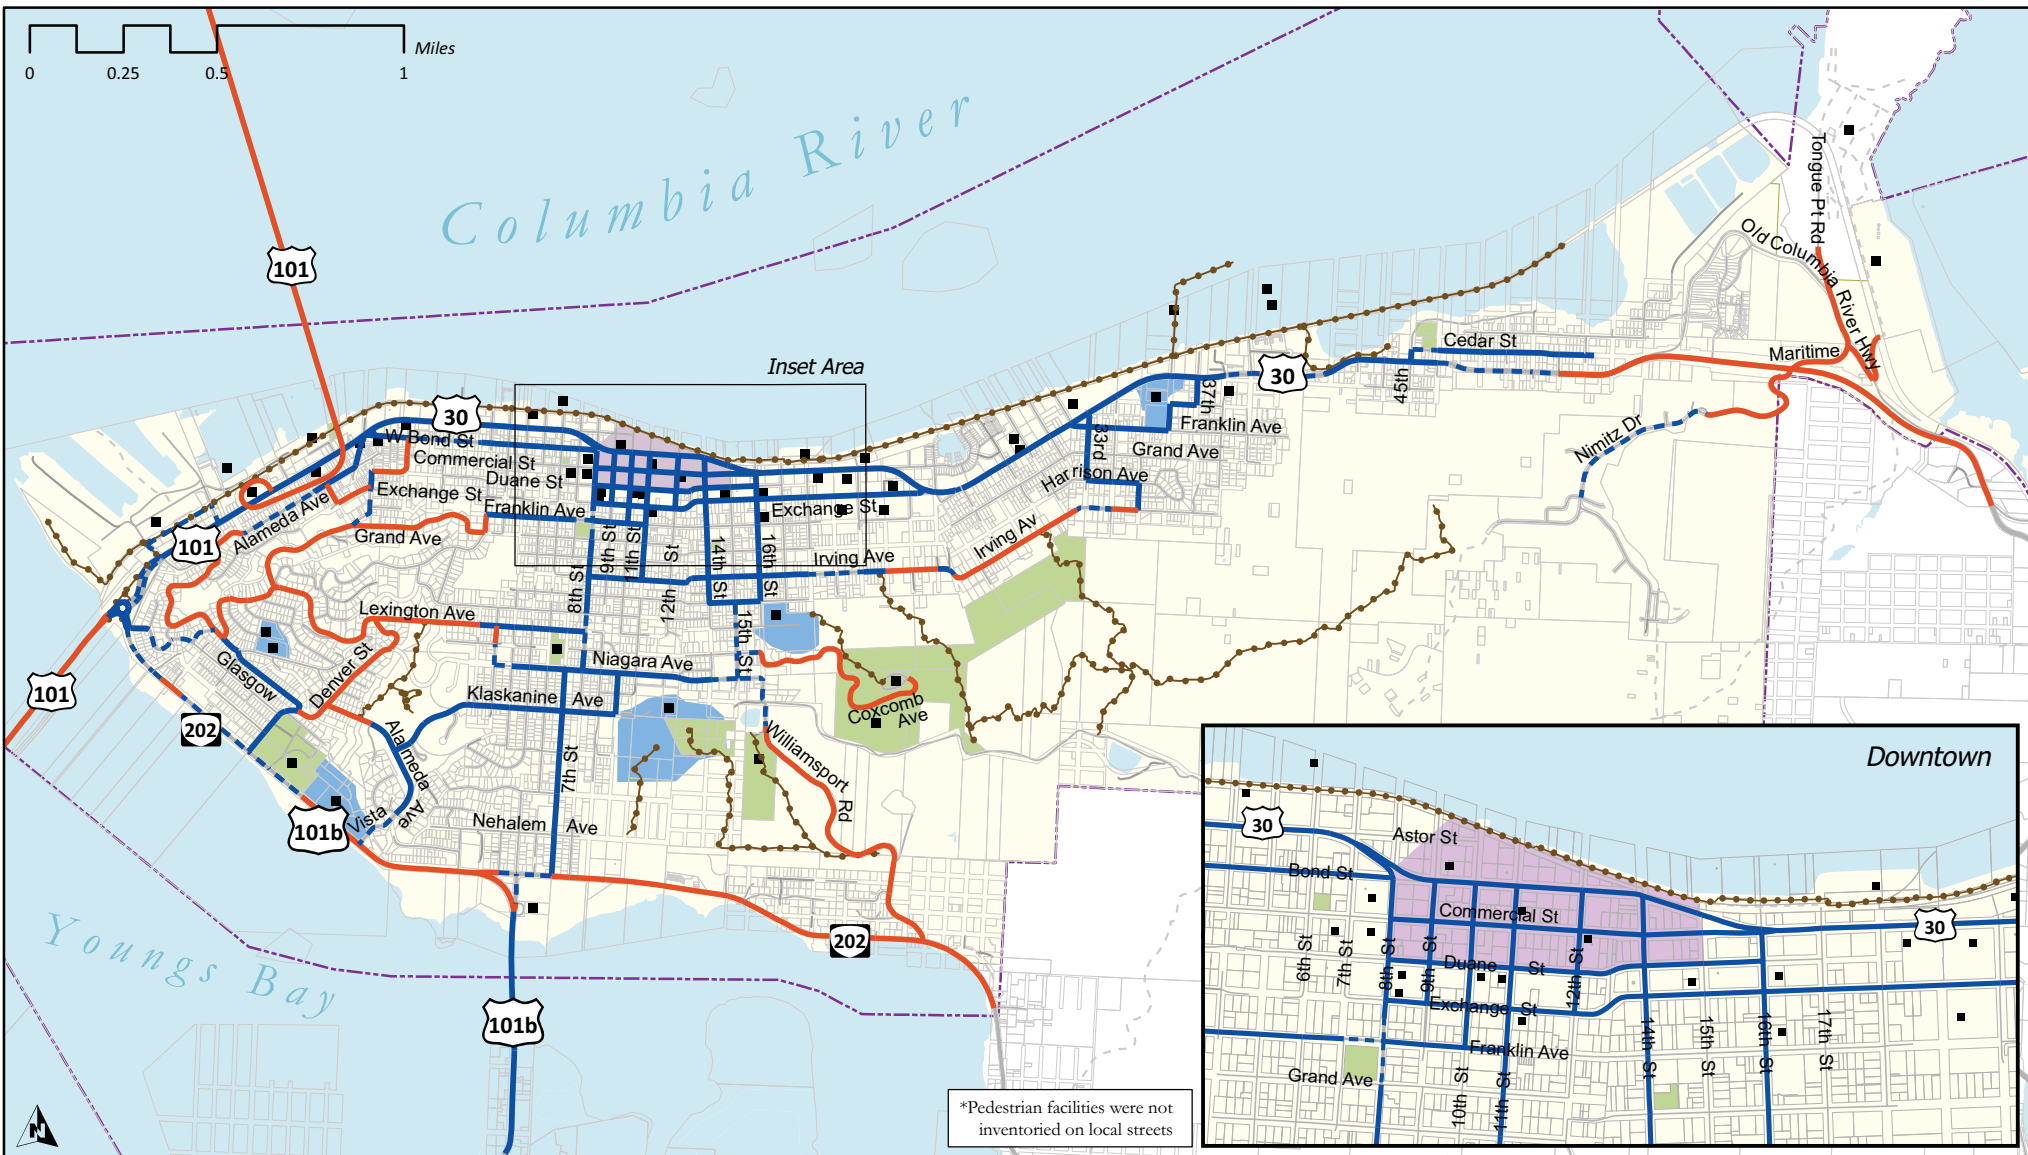 Miles
0 0.25 0.5 1
Columbia River
101
Inset Area
30
W Bond St
Commercial St
Duane St
Exchange St
Franklin Ave
Alameda Ave
Grand Ave
101
Lexington Ave
8th St
9th St
11th St
12th St
14th St
16th St
15th St
Exchange St
Irving Ave
Irving Av
Harrison Ave
33rd
37th
Franklin Ave
Grand Ave
30
45th
Cedar St
Nimitz Dr
Maritime
Old Columbia River Hwy
Tongue Pt Rd
101
202
Glasgow
Denver St
Niagara Ave
Klaskanine Ave
Alameda Ave
7th St
Coxcomb
Ave
Williamsport Rd
101b
Vista
Nehalem Ave
202
Youngs Bay
101b
N
*Pedestrian facilities were not
inventoried on local streets
Downtown
30
Astor St
Bond St
Commercial St
30
6th St
7th St
8th St
9th St
Duane St
12th St
Exchange St
Franklin Ave
Grand Ave
10th St
11th St
14th St
15th St
16th St
17th St